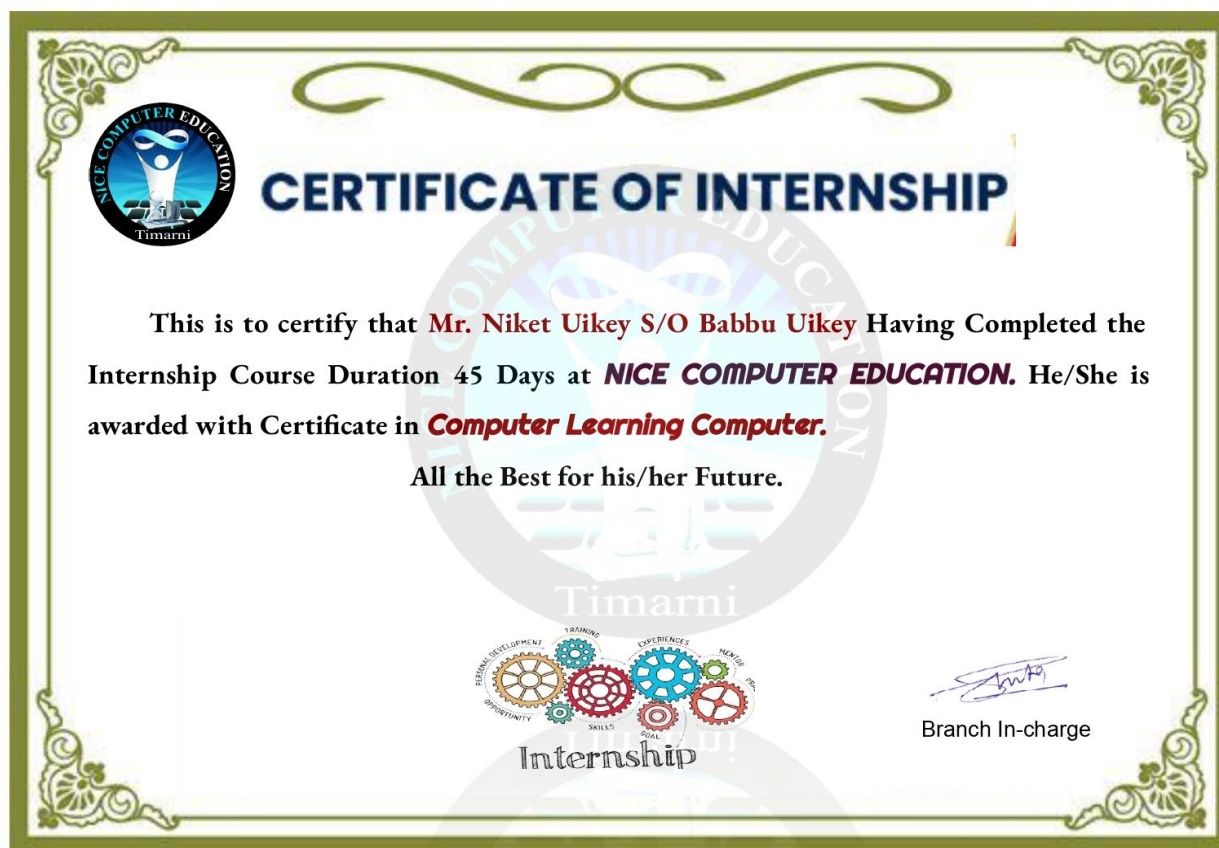 NICE COMPUTER EDUCATION
Timarni
CERTIFICATE OF INTERNSHIP
This is to certify that Mr. Niket Uikey S/O Babbu Uikey Having Completed the
Internship Course Duration 45 Days at NICE COMPUTER EDUCATION. He/She is
awarded with Certificate in Computer Learning Computer.
All the Best for his/her Future.
Timarni
PERSONAL DEVELOPMENT
TRAINING
EXPERIENCES
MENTOR
OPPORTUNITY
SKILLS
GOAL
Internship
Branch In-charge